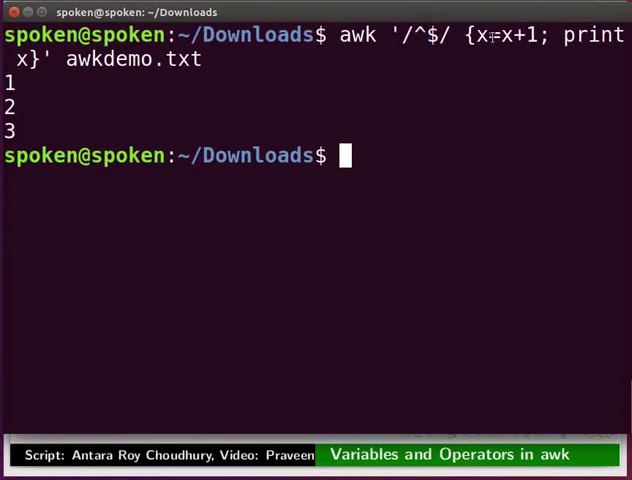 spoken@spoken: ~/Downloads
spoken@spoken:~/Downloads$ awk '/^$/ {x=x+1; print
x}' awkdemo.txt
1
2
3
spoken@spoken:~/Downloads$
Script: Antara Roy Choudhury, Video: Praveen
Variables and Operators in awk